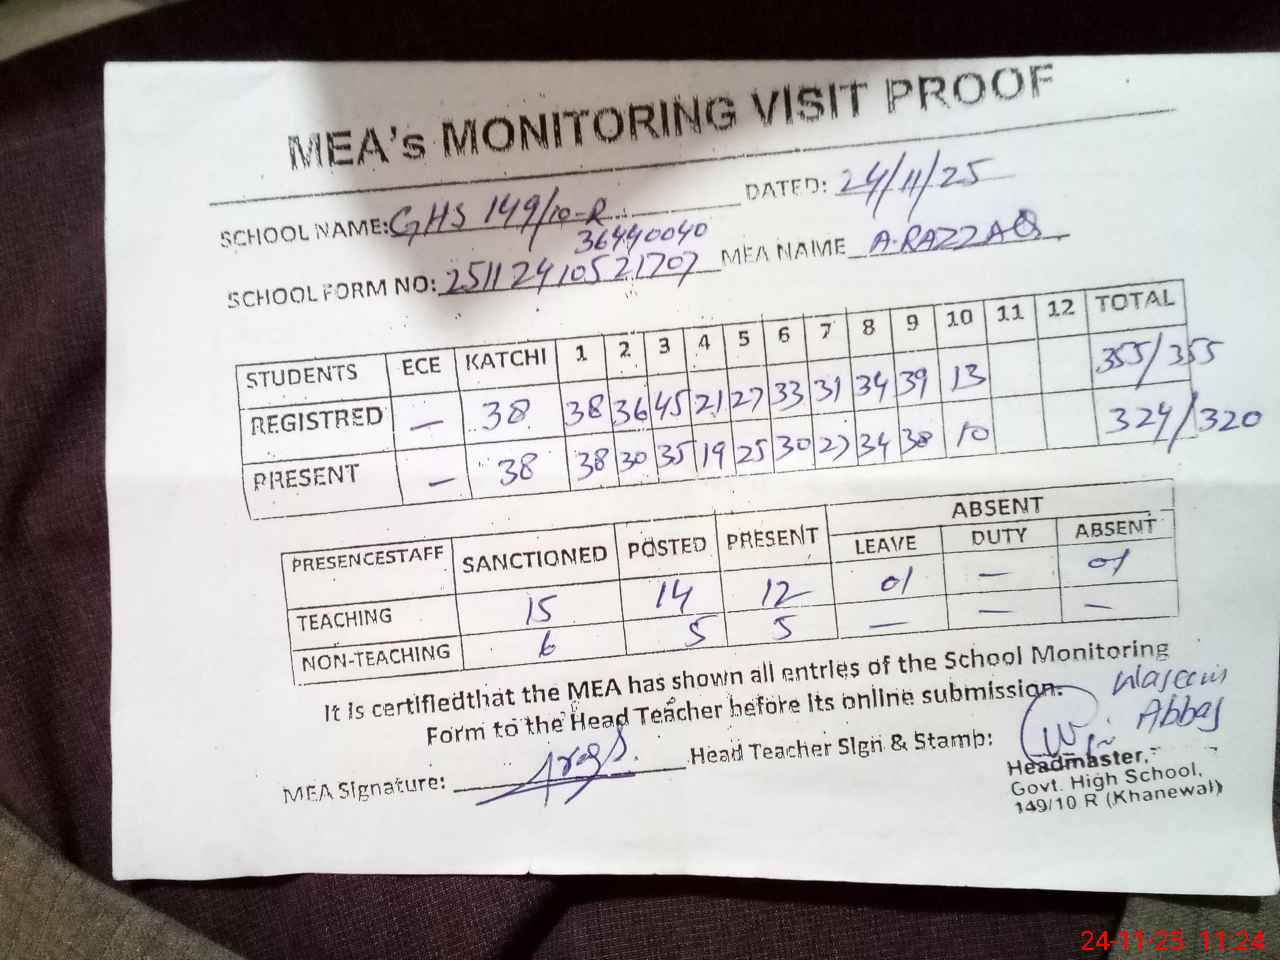 MEA's MONITORING VISIT PROOF
SCHOOL NAME: GHS 149/10-R DATED: 24/11/25
36440040
SCHOOL FORM NO: 25112410521707 MEA NAME A.RAZZAQ
STUDENTS ECE KATCHI 1 2 3 4 5 6 7 8 9 10 11 12 TOTAL
REGISTRED — 38 38 36 45 21 27 33 31 34 39 13 355/355
PRESENT — 38 38 30 35 19 25 30 27 34 38 10 324/320
PRESENCESTAFF SANCTIONED POSTED PRESENT ABSENT
LEAVE DUTY ABSENT
TEACHING 15 14 12 01 — 01
NON-TEACHING 6 5 5 — — —
It is certifiedthat the MEA has shown all entries of the School Monitoring
Form to the Head Teacher before its online submission.
Waseem
Abbas
MEA Signature: Head Teacher Sign & Stamp:
Headmaster,
Govt. High School,
149/10 R (Khanewal)
24-11-25 11:24